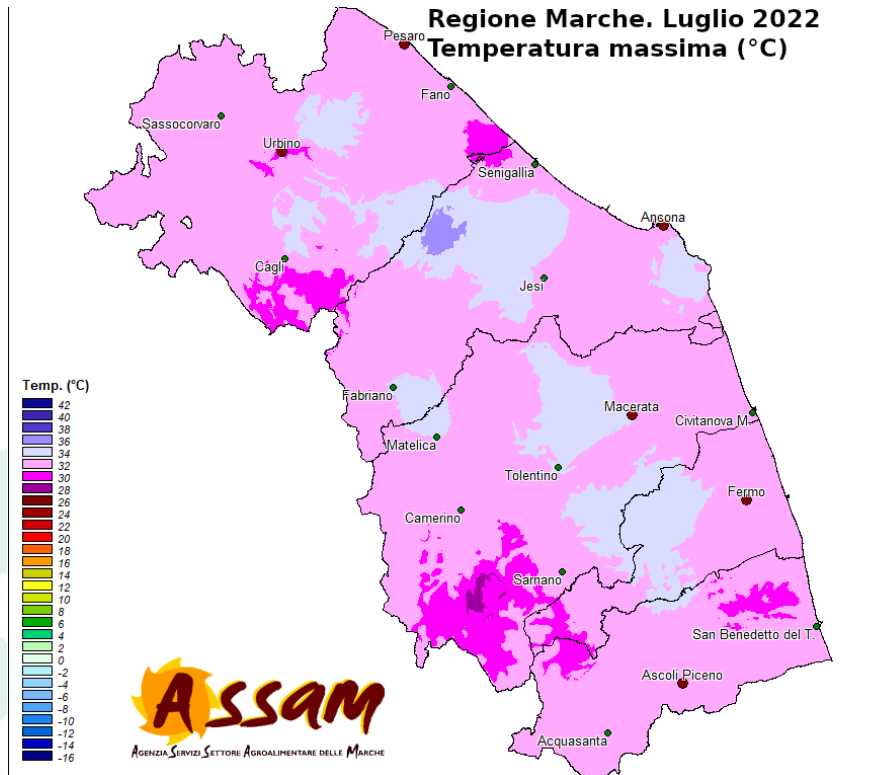 Regione Marche. Luglio 2022
Temperatura massima (°C)
Pesaro
Fano
Sassocorvaro
Urbino
Senigallia
Ancona
Cagli
Jesi
Fabriano
Macerata
Civitanova M.
Matelica
Tolentino
Fermo
Camerino
Sarnano
San Benedetto del T.
Ascoli Piceno
Acquasanta
Temp. (°C)
42
40
38
36
34
32
30
28
26
24
22
20
18
16
14
12
10
8
6
4
2
0
-2
-4
-6
-8
-10
-12
-14
-16
ASSAM
AGENZIA SERVIZI SETTORE AGROALIMENTARE DELLE MARCHE